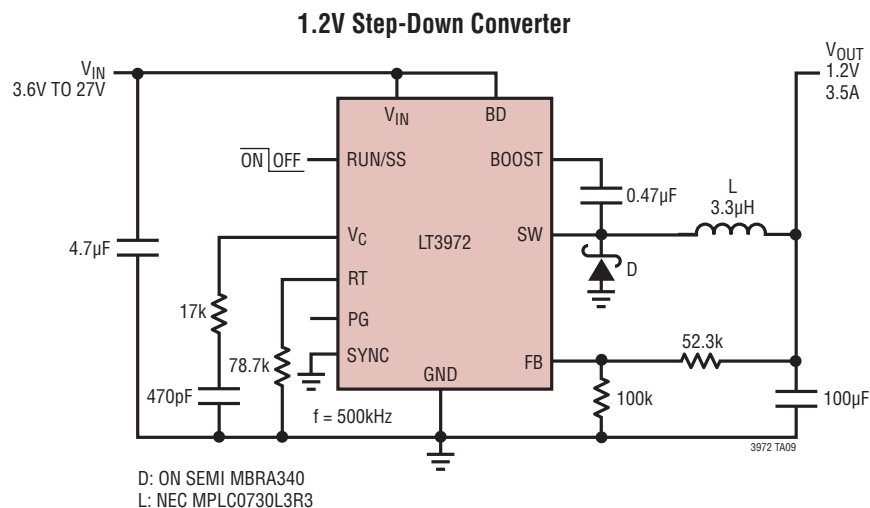 1.2V Step-Down Converter
VIN
3.6V TO 27V
VOUT
1.2V
3.5A
VIN
BD
ON OFF
RUN/SS
BOOST
0.47µF
L
3.3µH
4.7µF
VC
LT3972
SW
D
RT
17k
PG
78.7k
SYNC
52.3k
FB
GND
470pF
100k
100µF
f = 500kHz
3972 TA09
D: ON SEMI MBRA340
L: NEC MPLC0730L3R3